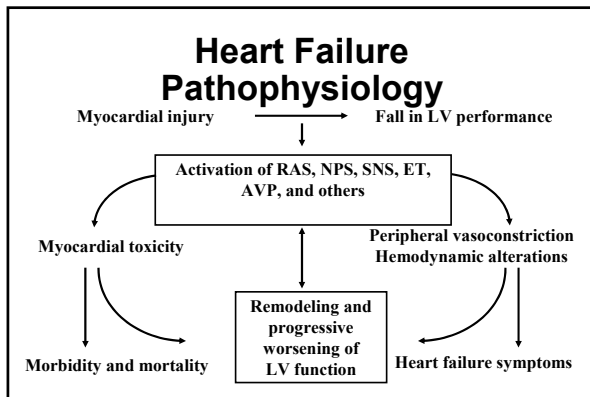 Heart Failure
Pathophysiology
Myocardial injury
Fall in LV performance
Activation of RAS, NPS, SNS, ET,
AVP, and others
Myocardial toxicity
Peripheral vasoconstriction
Hemodynamic alterations
Remodeling and
progressive
worsening of
LV function
Morbidity and mortality
Heart failure symptoms